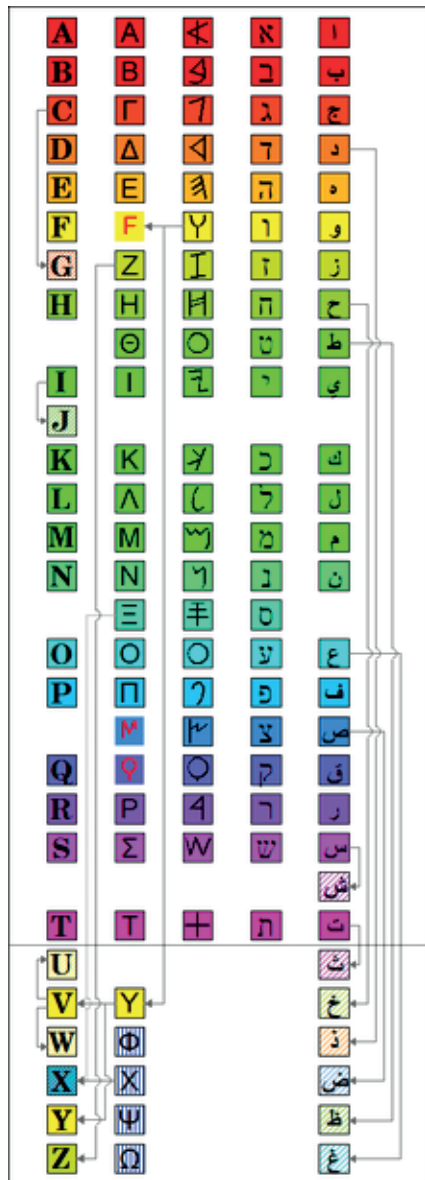 A Α 𐤀 א ا
B Β 𐤁 ב ب
C Γ 𐤂 ג ج
D Δ 𐤃 ד د
E Ε 𐤄 ה ه
F F 𐤅 ו و
G Ζ 𐤆 ז ز
H Η 𐤇 ח ح
Θ 𐤈 ט ط
I Ι 𐤉 י ي
J
K Κ 𐤊 כ ك
L Λ 𐤋 ל ل
M Μ 𐤌 מ م
N Ν 𐤍 נ ن
Ξ 𐤎 ס
O Ο 𐤏 ע ع
P Π 𐤐 פ ف
Ϻ 𐤑 צ ص
Q Ϙ 𐤒 ק ق
R Ρ 𐤓 ר ر
S Σ 𐤔 ש س
ش
T Τ 𐤕 ת ت
U ث
V Υ خ
W Φ ذ
X Χ ض
Y Ψ ظ
Z Ω غ